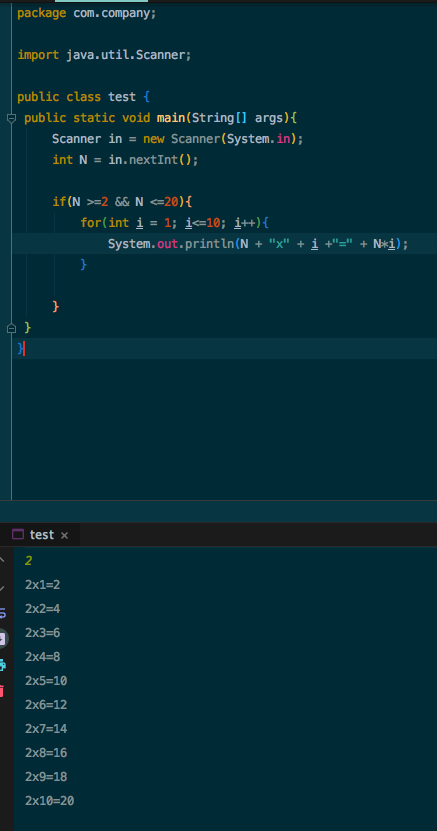 package com.company;
import java.util.Scanner;
public class test {
public static void main(String[] args){
Scanner in = new Scanner(System.in);
int N = in.nextInt();
if(N >=2 && N <=20){
for(int i = 1; i<=10; i++){
System.out.println(N + "x" + i +"=" + N*i);
}
}
}
}
test ×
2
2x1=2
2x2=4
2x3=6
2x4=8
2x5=10
2x6=12
2x7=14
2x8=16
2x9=18
2x10=20